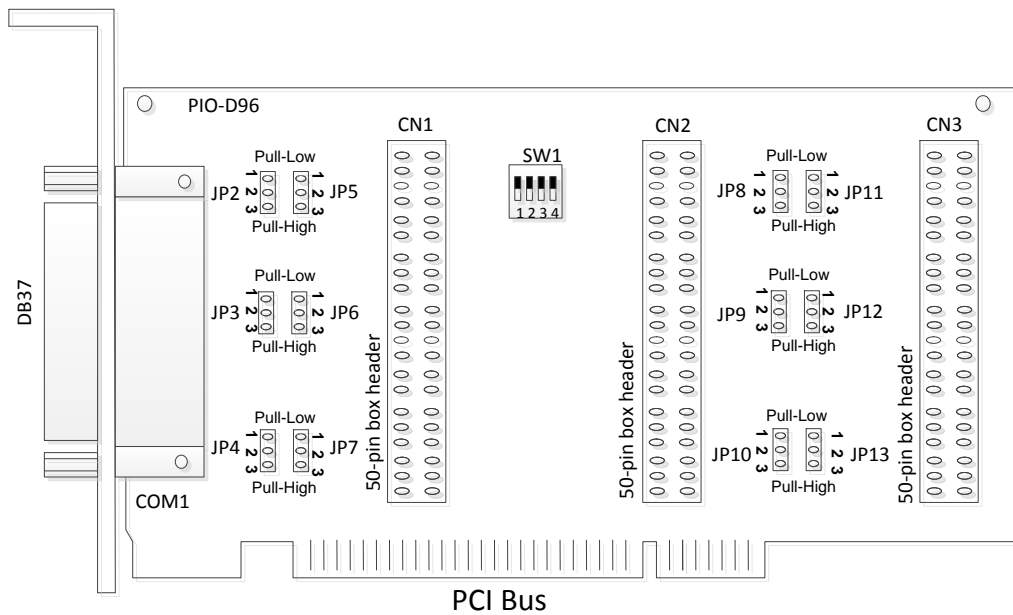 PIO-D96
CN1
CN2
CN3
SW1
1 2 3 4
Pull-Low
JP2
1
2
3
1
2
3
JP5
Pull-High
Pull-Low
JP3
1
2
3
1
2
3
JP6
Pull-High
Pull-Low
JP4
1
2
3
1
2
3
JP7
Pull-High
Pull-Low
JP8
1
2
3
1
2
3
JP11
Pull-High
Pull-Low
JP9
1
2
3
1
2
3
JP12
Pull-High
Pull-Low
JP10
1
2
3
1
2
3
JP13
Pull-High
DB37
COM1
50-pin box header
50-pin box header
50-pin box header
PCI Bus